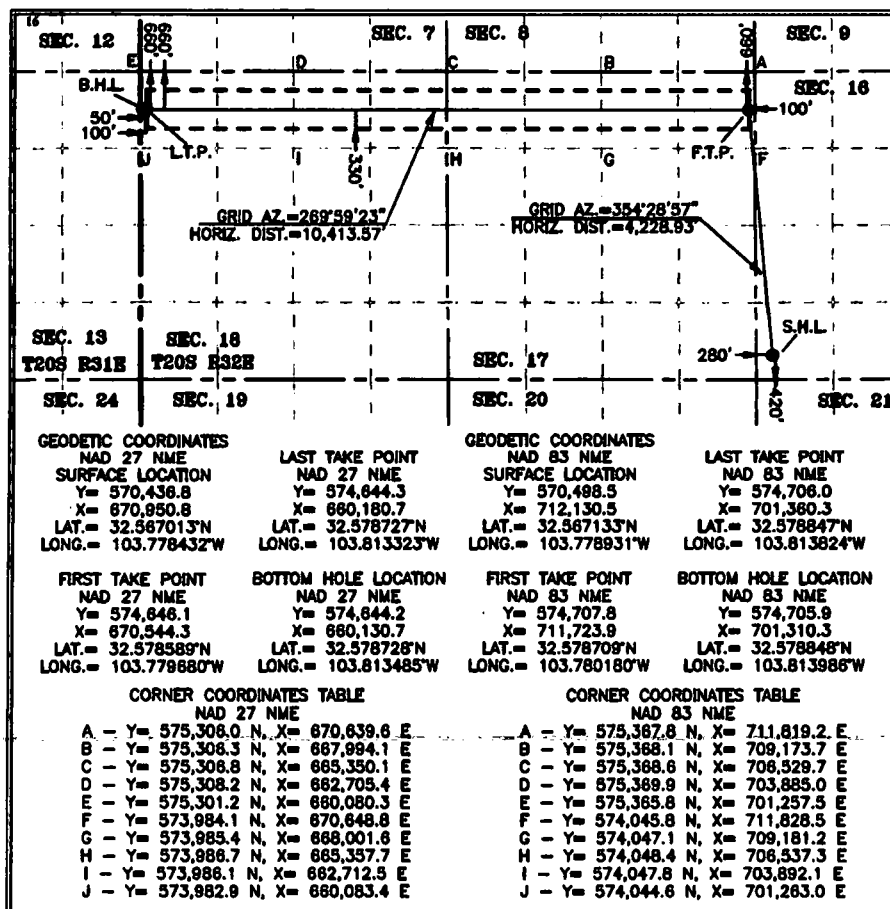 16
SEC. 12
SEC. 7
SEC. 8
SEC. 9
660'
660'
660'
E
D
C
B
A
B.H.L.
SEC. 16
50'
100'
100'
J
L.T.P.
I
330'
H
G
F.T.P.
F
GRID AZ.=269°59'23"
HORIZ. DIST.=10,413.57'
GRID AZ.=354°28'57"
HORIZ. DIST.=4,228.93'
S.H.L.
280'
420'
SEC. 13
SEC. 18
SEC. 17
T20S R31E
T20S R32E
SEC. 24
SEC. 19
SEC. 20
SEC. 21
GEODETIC COORDINATES
NAD 27 NME
SURFACE LOCATION
Y= 570,436.8
X= 670,950.8
LAT.= 32.567013°N
LONG.= 103.778432°W
LAST TAKE POINT
NAD 27 NME
Y= 574,644.3
X= 660,180.7
LAT.= 32.578727°N
LONG.= 103.813323°W
GEODETIC COORDINATES
NAD 83 NME
SURFACE LOCATION
Y= 570,498.5
X= 712,130.5
LAT.= 32.567133°N
LONG.= 103.778931°W
LAST TAKE POINT
NAD 83 NME
Y= 574,706.0
X= 701,360.3
LAT.= 32.578847°N
LONG.= 103.813824°W
FIRST TAKE POINT
NAD 27 NME
Y= 574,646.1
X= 670,544.3
LAT.= 32.578589°N
LONG.= 103.779680°W
BOTTOM HOLE LOCATION
NAD 27 NME
Y= 574,644.2
X= 660,130.7
LAT.= 32.578728°N
LONG.= 103.813485°W
FIRST TAKE POINT
NAD 83 NME
Y= 574,707.8
X= 711,723.9
LAT.= 32.578709°N
LONG.= 103.780180°W
BOTTOM HOLE LOCATION
NAD 83 NME
Y= 574,705.9
X= 701,310.3
LAT.= 32.578848°N
LONG.= 103.813986°W
CORNER COORDINATES TABLE
NAD 27 NME
A - Y= 575,306.0 N, X= 670,639.6 E
B - Y= 575,306.3 N, X= 667,994.1 E
C - Y= 575,306.8 N, X= 665,350.1 E
D - Y= 575,308.2 N, X= 662,705.4 E
E - Y= 575,301.2 N, X= 660,080.3 E
F - Y= 573,984.1 N, X= 670,648.8 E
G - Y= 573,985.4 N, X= 668,001.6 E
H - Y= 573,986.7 N, X= 665,357.7 E
I - Y= 573,986.1 N, X= 662,712.5 E
J - Y= 573,982.9 N, X= 660,083.4 E
CORNER COORDINATES TABLE
NAD 83 NME
A - Y= 575,367.8 N, X= 711,819.2 E
B - Y= 575,368.1 N, X= 709,173.7 E
C - Y= 575,368.6 N, X= 706,529.7 E
D - Y= 575,369.9 N, X= 703,885.0 E
E - Y= 575,365.8 N, X= 701,257.5 E
F - Y= 574,045.8 N, X= 711,828.5 E
G - Y= 574,047.1 N, X= 709,181.2 E
H - Y= 574,048.4 N, X= 706,537.3 E
I - Y= 574,047.8 N, X= 703,892.1 E
J - Y= 574,044.6 N, X= 701,263.0 E